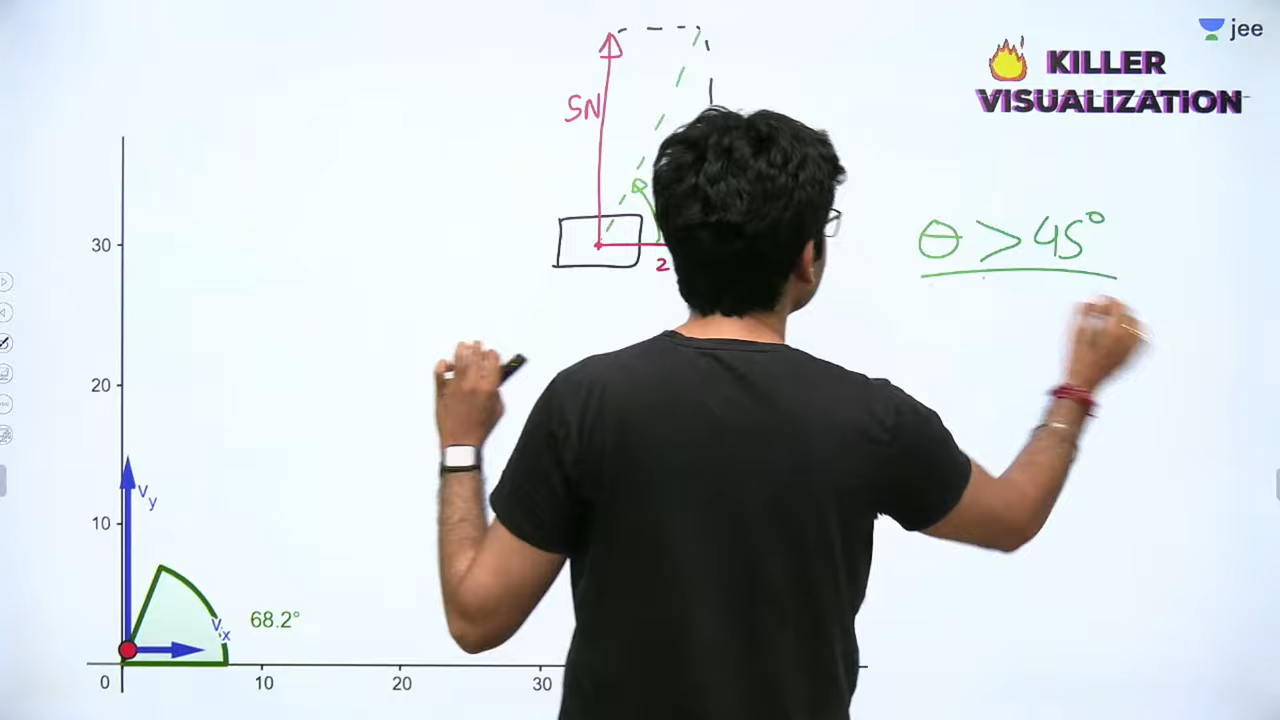 jee
KILLER
VISUALIZATION
5N
θ > 45°
2
30
20
10
Vy
Vx
68.2°
0
10
20
30